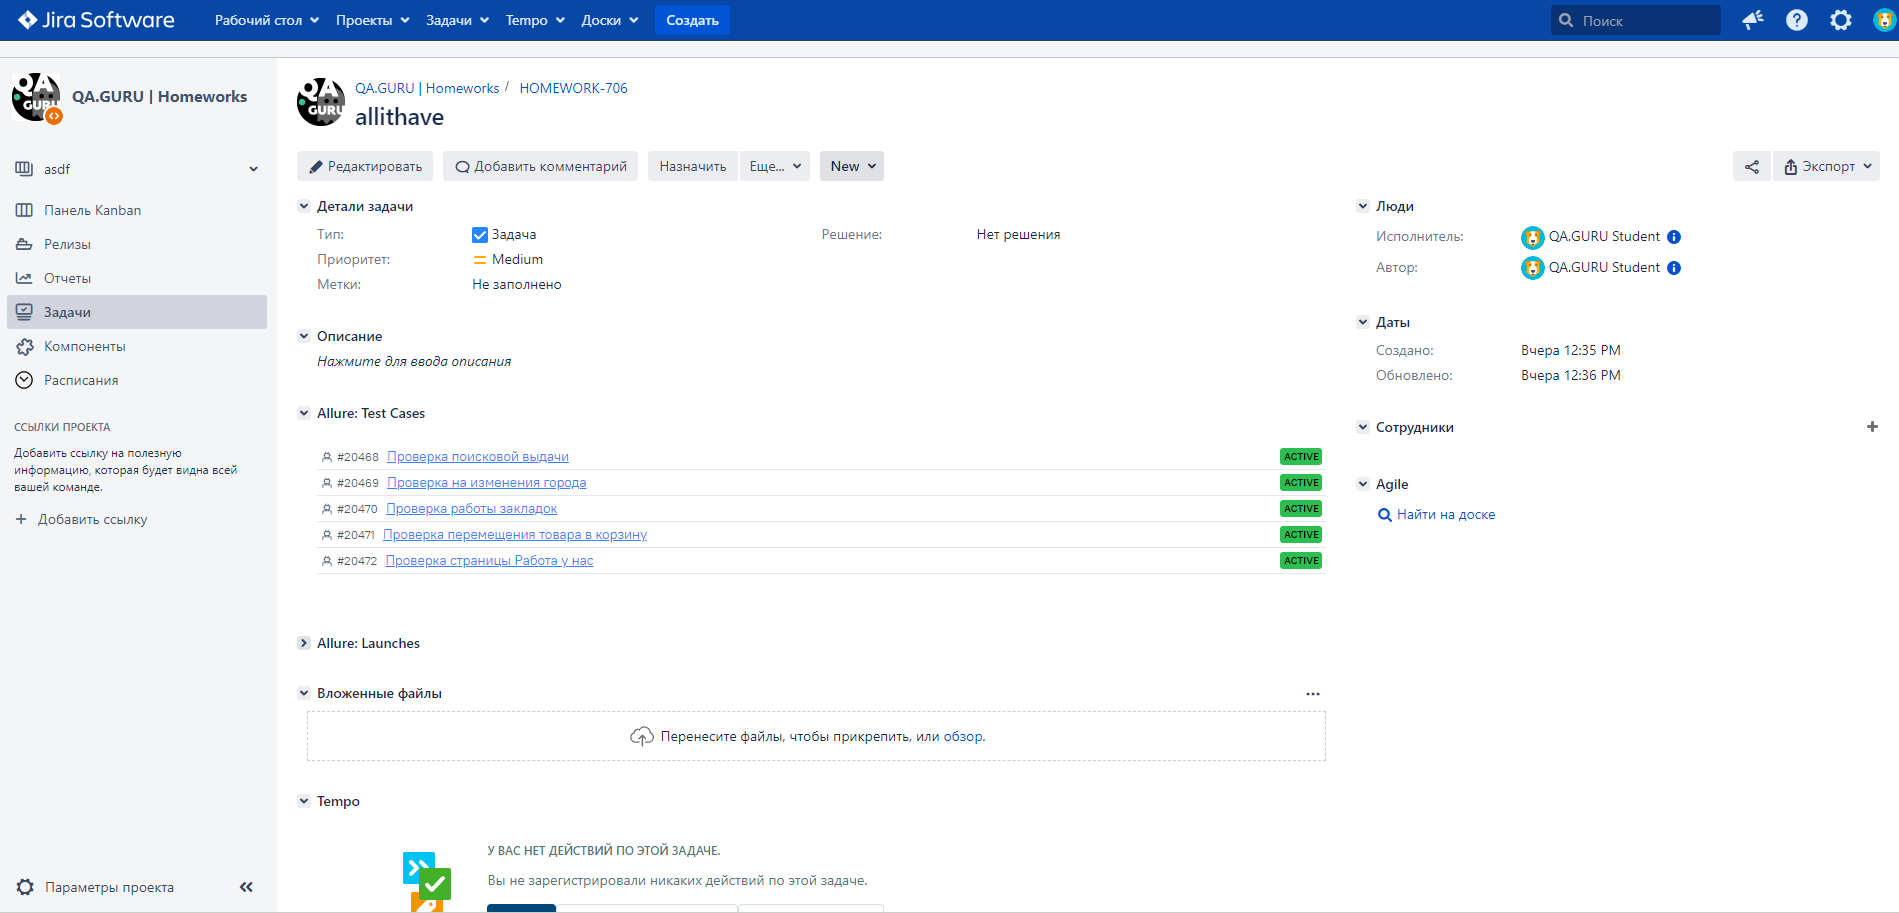 Jira Software
Рабочий стол Проекты Задачи Tempo Доски Создать Поиск
QA.GURU | Homeworks
asdf
Панель Kanban
Релизы
Отчеты
Задачи
Компоненты
Расписания
ССЫЛКИ ПРОЕКТА
Добавить ссылку на полезную
информацию, которая будет видна всей
вашей команде.
Добавить ссылку
Параметры проекта
QA.GURU | Homeworks / HOMEWORK-706
allithave
Редактировать Добавить комментарий Назначить Еще... New Экспорт
Детали задачи
Тип: Задача
Решение: Нет решения
Приоритет: Medium
Метки: Не заполнено
Описание
Нажмите для ввода описания
Allure: Test Cases
#20468 Проверка поисковой выдачи ACTIVE
#20469 Проверка на изменения города ACTIVE
#20470 Проверка работы закладок ACTIVE
#20471 Проверка перемещения товара в корзину ACTIVE
#20472 Проверка страницы Работа у нас ACTIVE
Allure: Launches
Вложенные файлы
Перенесите файлы, чтобы прикрепить, или обзор.
Tempo
У ВАС НЕТ ДЕЙСТВИЙ ПО ЭТОЙ ЗАДАЧЕ.
Вы не зарегистрировали никаких действий по этой задаче.
Люди
Исполнитель: QA.GURU Student
Автор: QA.GURU Student
Даты
Создано: Вчера 12:35 PM
Обновлено: Вчера 12:36 PM
Сотрудники
Agile
Найти на доске